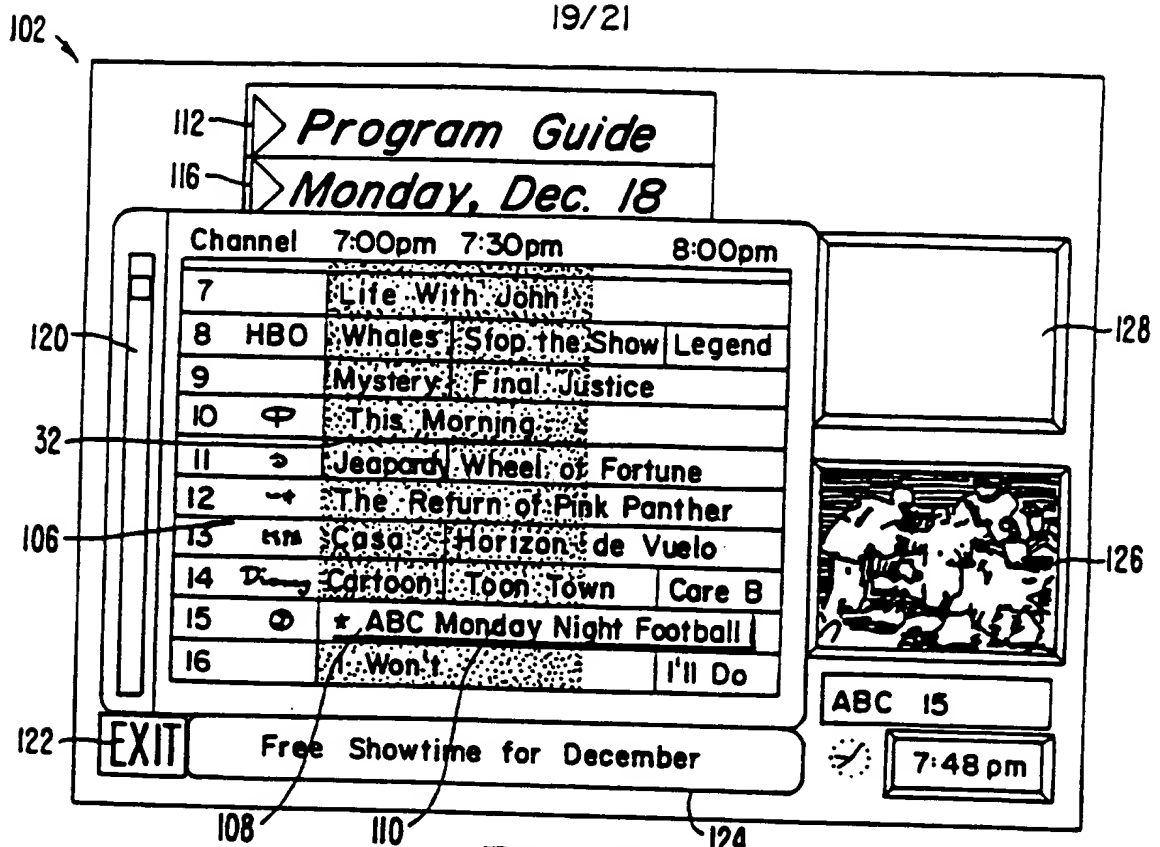 19/21
102
112
Program Guide
116
Monday, Dec. 18
Channel 7:00pm 7:30pm 8:00pm
7 Life With John
8 HBO Whales Stop the Show Legend
120
128
9 Mystery Final Justice
10 This Morning
32
11 Jeapardy Wheel of Fortune
12 The Return of Pink Panther
106
13 Casa Horizon de Vuelo
126
14 Disney Cartoon Toon Town Care B
15 ★ ABC Monday Night Football
16 I Won't I'll Do
ABC 15
122
EXIT Free Showtime for December
7:48 pm
108 110 124